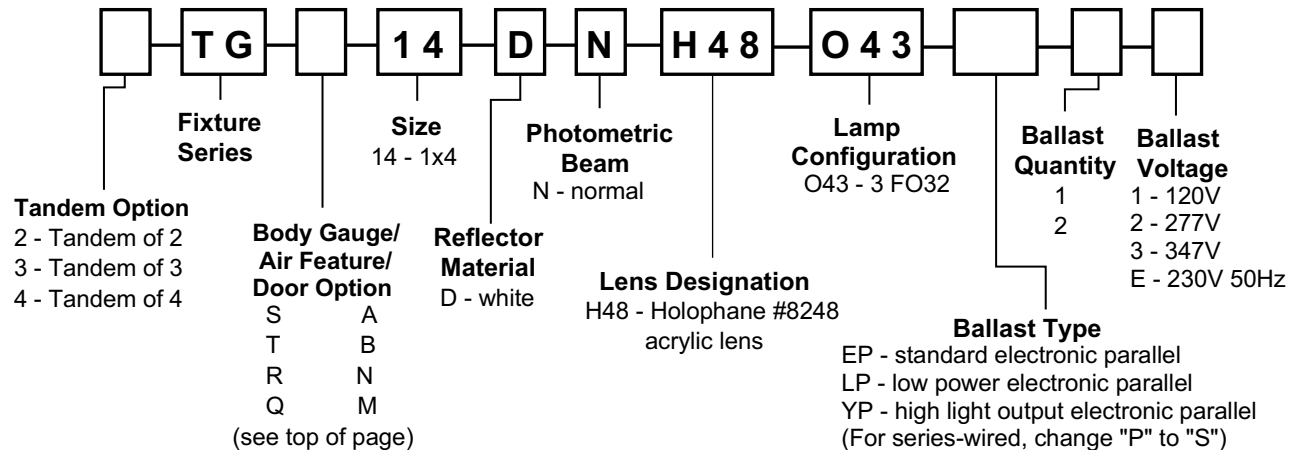 T G 1 4 D N H 4 8 O 4 3
Fixture
Series
Size
14 - 1x4
Photometric
Beam
N - normal
Lamp
Configuration
O43 - 3 FO32
Ballast
Quantity
1
2
Ballast
Voltage
1 - 120V
2 - 277V
3 - 347V
E - 230V 50Hz
Tandem Option
2 - Tandem of 2
3 - Tandem of 3
4 - Tandem of 4
Body Gauge/
Air Feature/
Door Option
S A
T B
R N
Q M
(see top of page)
Reflector
Material
D - white
Lens Designation
H48 - Holophane #8248
acrylic lens
Ballast Type
EP - standard electronic parallel
LP - low power electronic parallel
YP - high light output electronic parallel
(For series-wired, change "P" to "S")